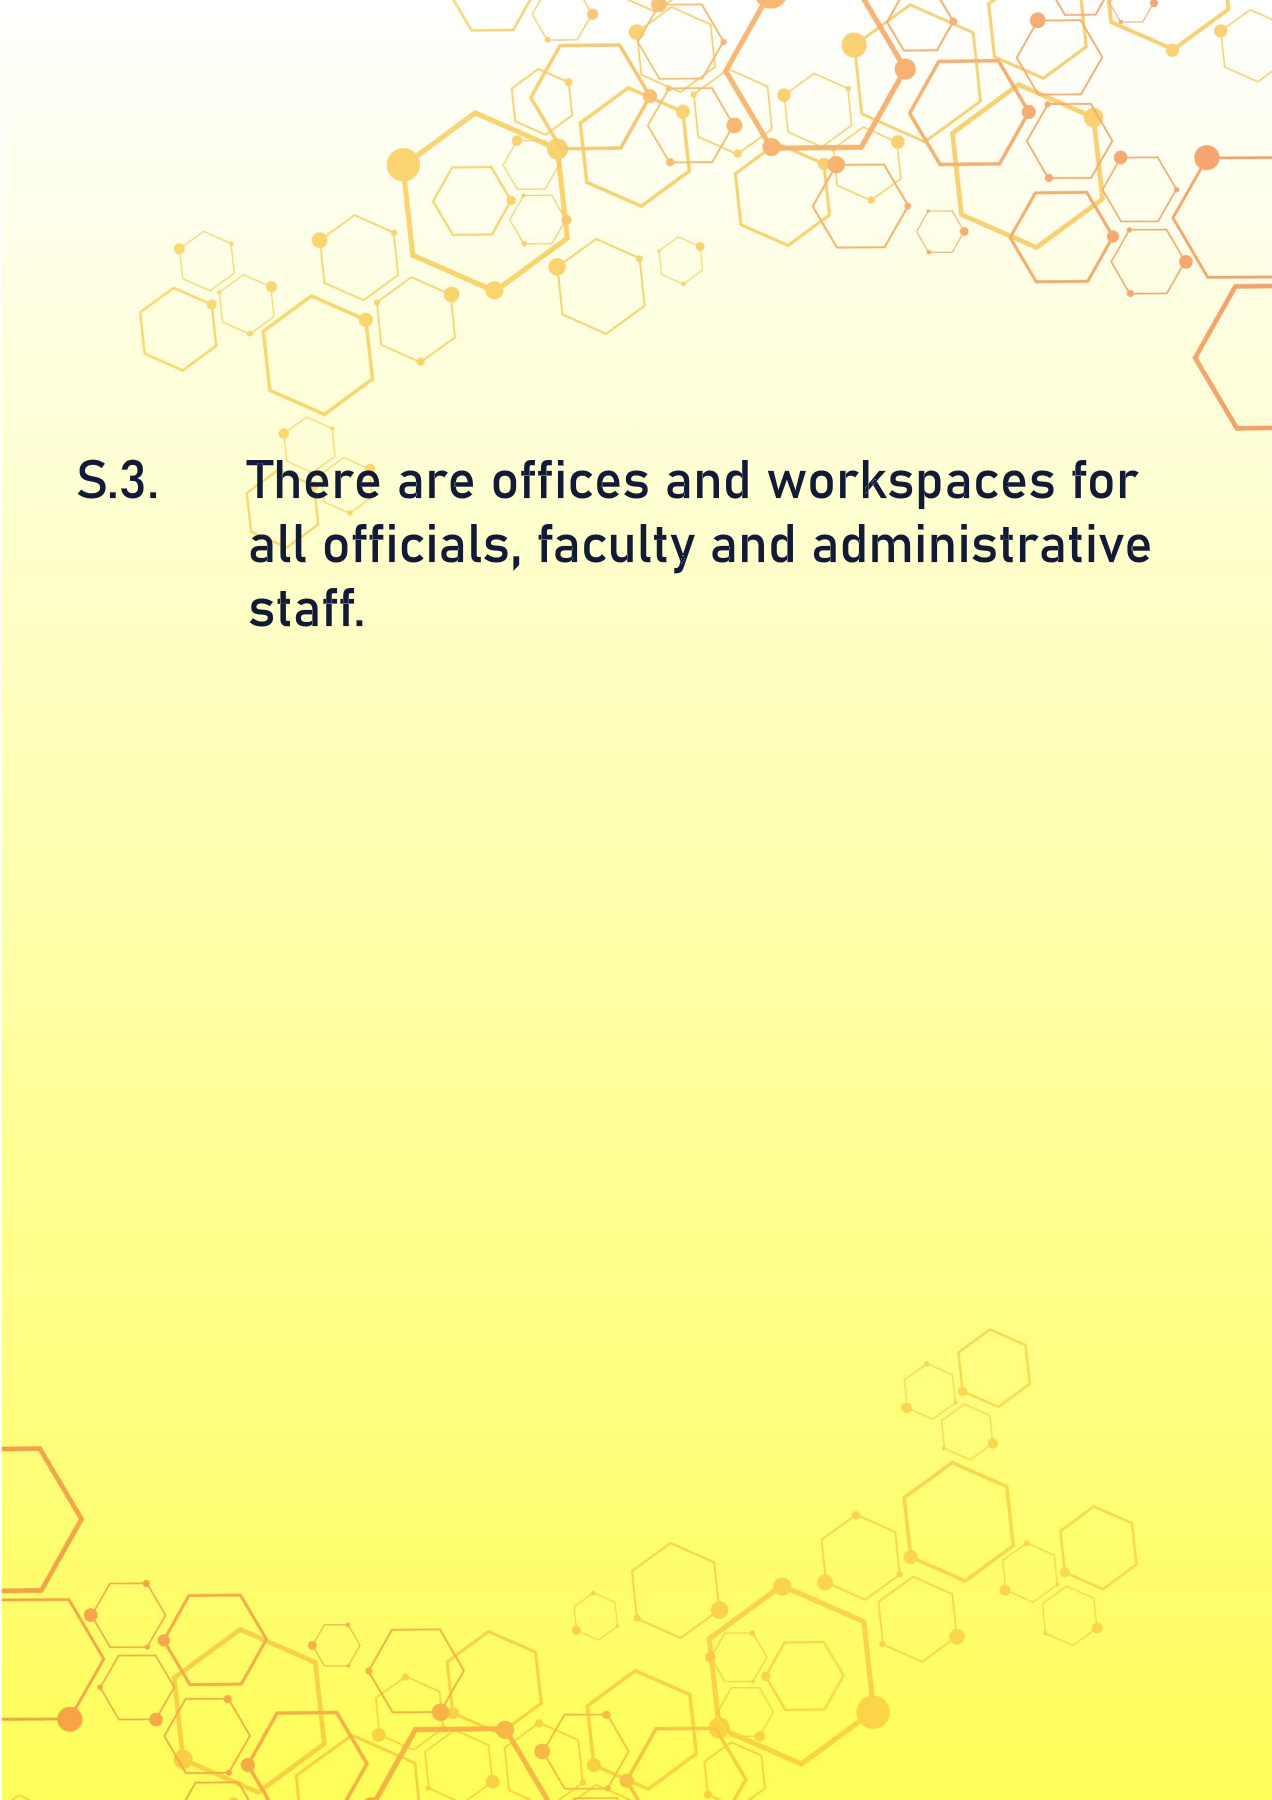 S.3. There are offices and workspaces for
all officials, faculty and administrative
staff.